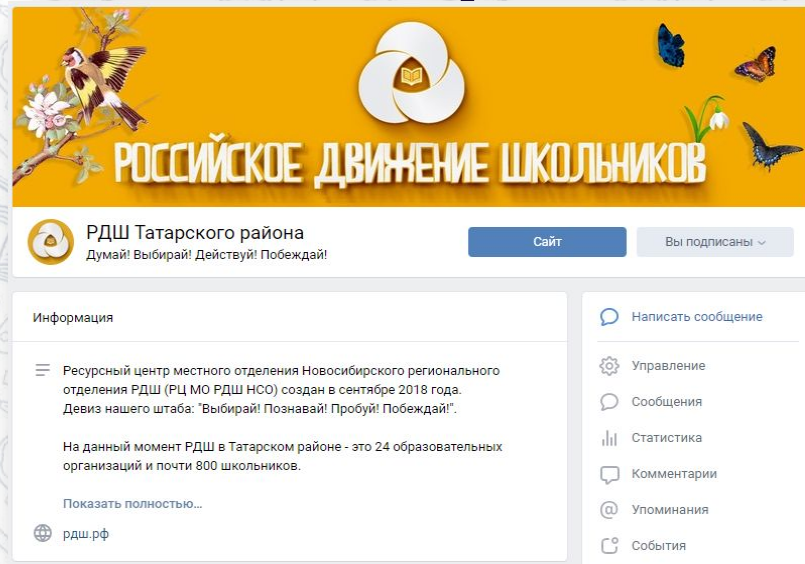 РОССИЙСКОЕ ДВИЖЕНИЕ ШКОЛЬНИКОВ
РДШ Татарского района
Думай! Выбирай! Действуй! Побеждай!
Сайт
Вы подписаны
Информация
Ресурсный центр местного отделения Новосибирского регионального
отделения РДШ (РЦ МО РДШ НСО) создан в сентябре 2018 года.
Девиз нашего штаба: "Выбирай! Познавай! Пробуй! Побеждай!".
На данный момент РДШ в Татарском районе - это 24 образовательных
организаций и почти 800 школьников.
Показать полностью...
рдш.рф
Написать сообщение
Управление
Сообщения
Статистика
Комментарии
Упоминания
События